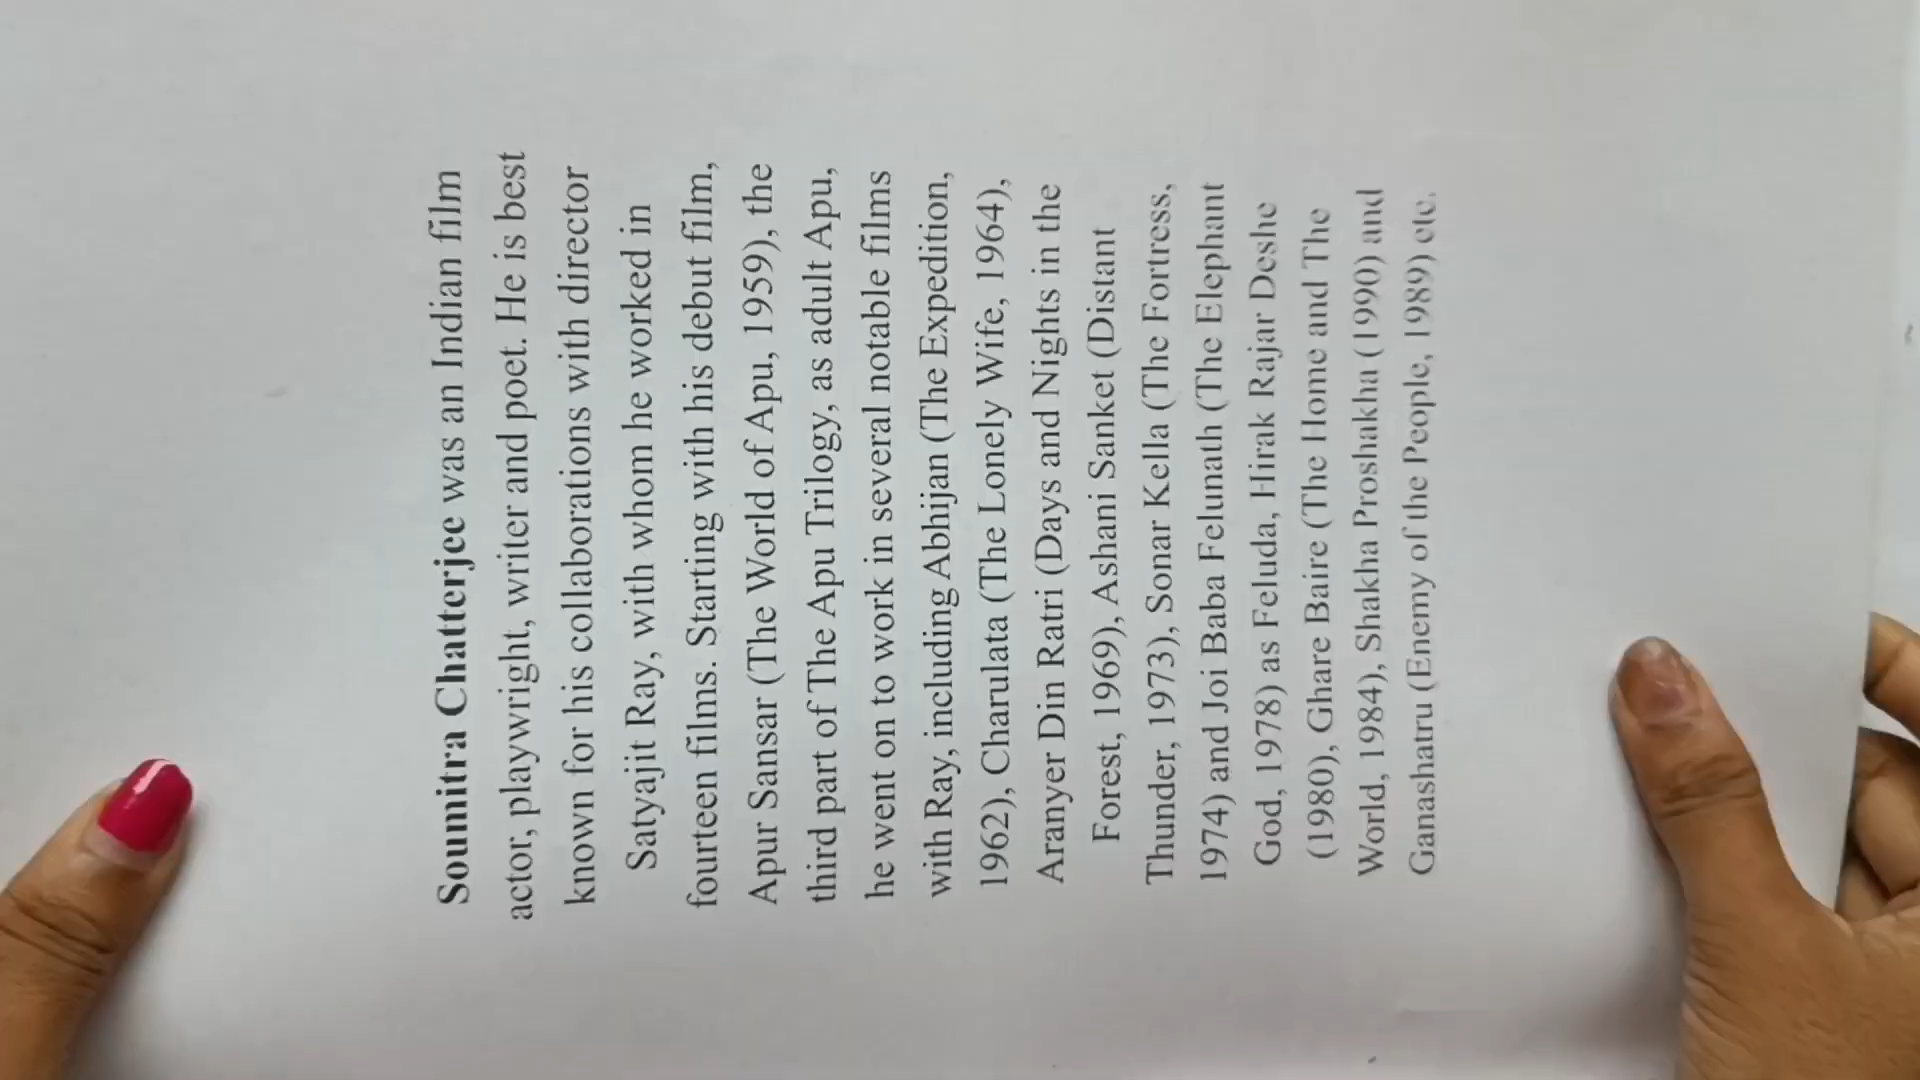 Soumitra Chatterjee was an Indian film
actor, playwright, writer and poet. He is best
known for his collaborations with director
Satyajit Ray, with whom he worked in
fourteen films. Starting with his debut film,
Apur Sansar (The World of Apu, 1959), the
third part of The Apu Trilogy, as adult Apu,
he went on to work in several notable films
with Ray, including Abhijan (The Expedition,
1962), Charulata (The Lonely Wife, 1964),
Aranyer Din Ratri (Days and Nights in the
Forest, 1969), Ashani Sanket (Distant
Thunder, 1973), Sonar Kella (The Fortress,
1974) and Joi Baba Felunath (The Elephant
God, 1978) as Feluda, Hirak Rajar Deshe
(1980), Ghare Baire (The Home and The
World, 1984), Shakha Proshakha (1990) and
Ganashatru (Enemy of the People, 1989) etc.